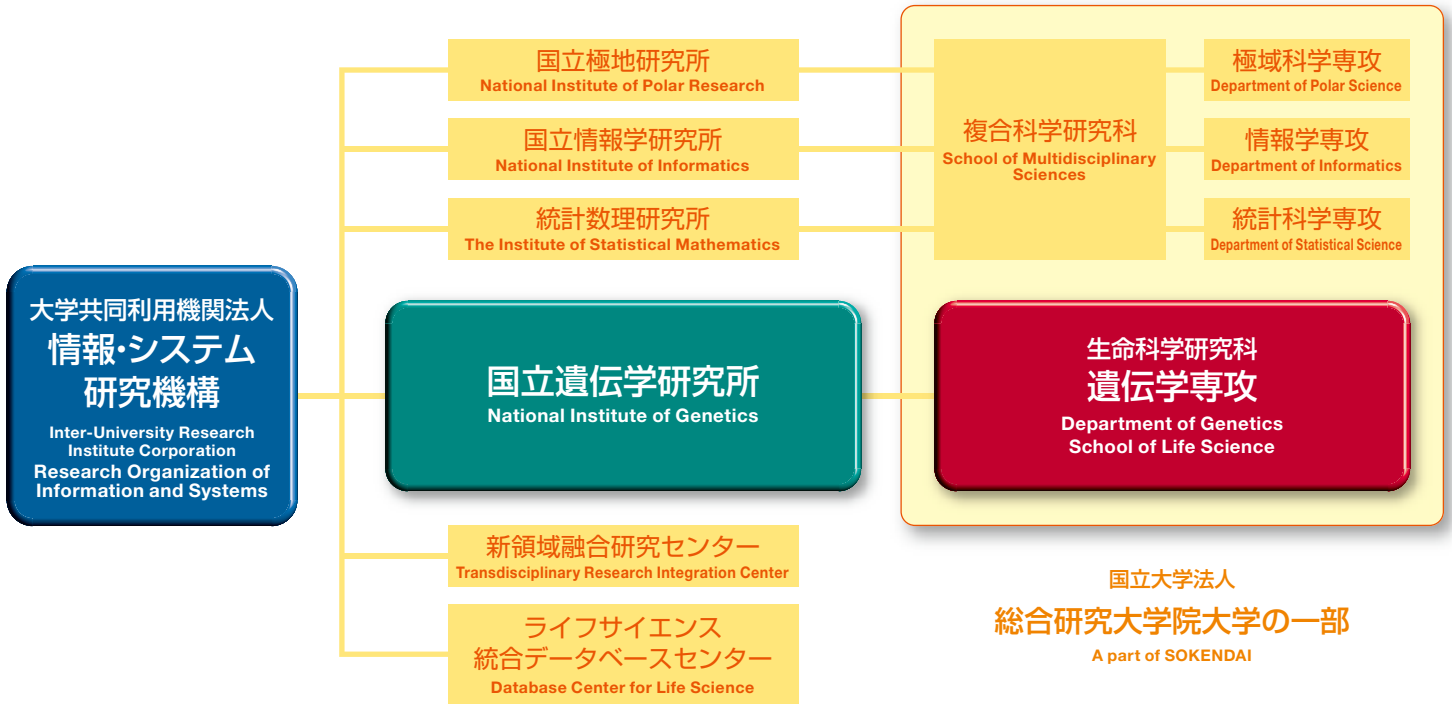 大学共同利用機関法人
情報・システム
研究機構
Inter-University Research
Institute Corporation
Research Organization of
Information and Systems
国立極地研究所
National Institute of Polar Research
国立情報学研究所
National Institute of Informatics
統計数理研究所
The Institute of Statistical Mathematics
国立遺伝学研究所
National Institute of Genetics
新領域融合研究センター
Transdisciplinary Research Integration Center
ライフサイエンス
統合データベースセンター
Database Center for Life Science
複合科学研究科
School of Multidisciplinary
Sciences
極域科学専攻
Department of Polar Science
情報学専攻
Department of Informatics
統計科学専攻
Department of Statistical Science
生命科学研究科
遺伝学専攻
Department of Genetics
School of Life Science
国立大学法人
総合研究大学院大学の一部
A part of SOKENDAI